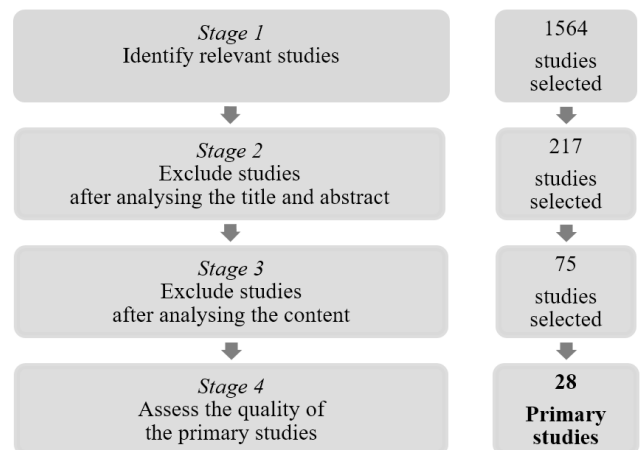 Stage 1
Identify relevant studies
1564
studies
selected
Stage 2
Exclude studies
after analysing the title and abstract
217
studies
selected
Stage 3
Exclude studies
after analysing the content
75
studies
selected
Stage 4
Assess the quality of
the primary studies
28
Primary
studies